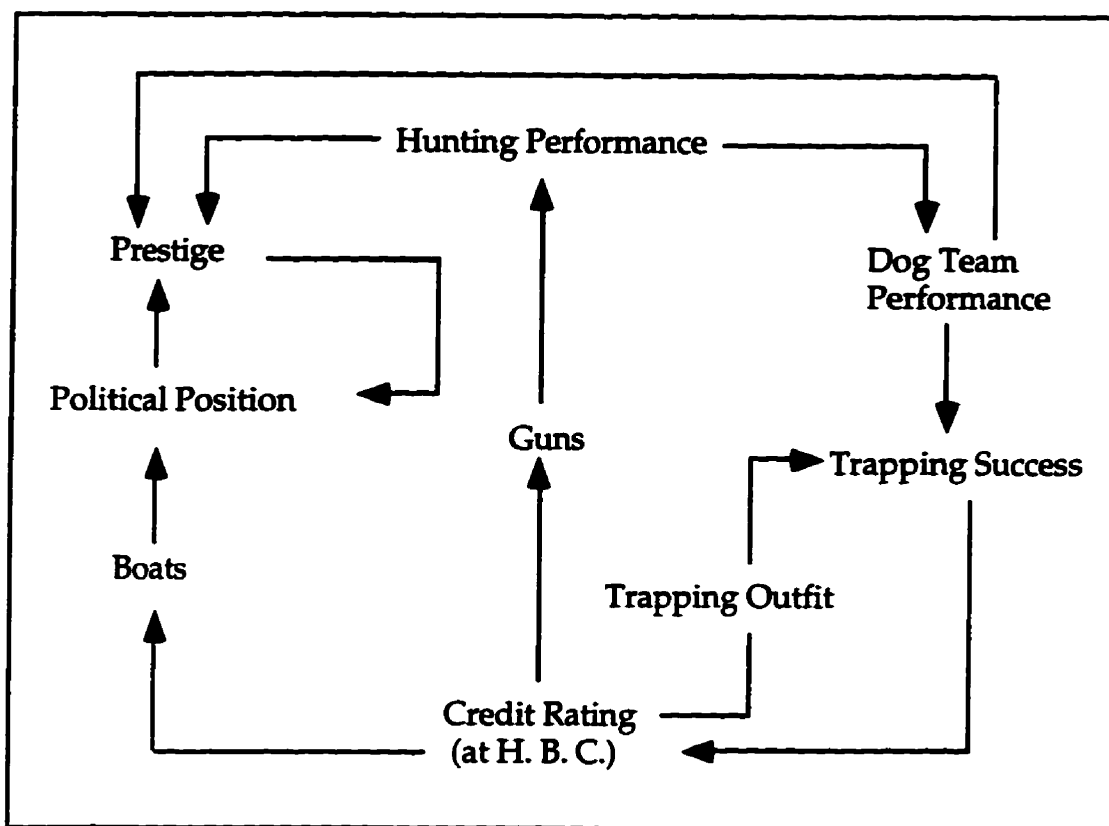 Hunting Performance
Prestige
Dog Team
Performance
Political Position
Guns
Trapping Success
Boats
Trapping Outfit
Credit Rating
(at H. B. C.)